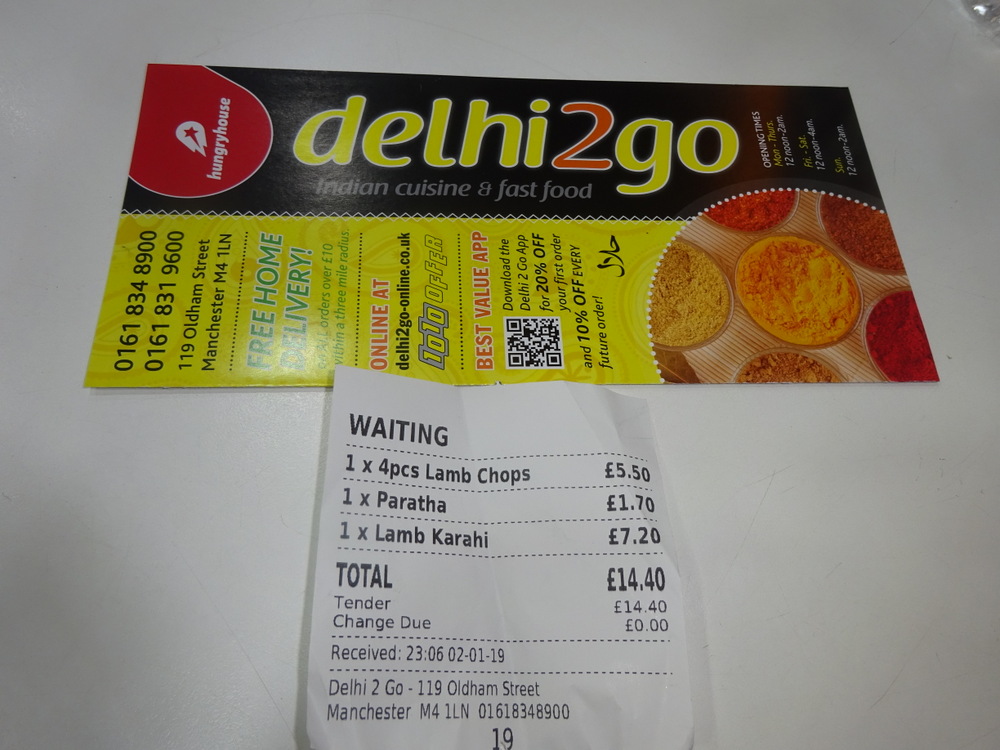 hungryhouse
delhi2go
Indian cuisine & fast food
OPENING TIMES
Mon - Thurs.
12 noon-2am.
Fri. - Sat.
12 noon-4am.
Sun.
12 noon-2am.
0161 834 8900
0161 831 9600
119 Oldham Street
Manchester M4 1LN
FREE HOME
DELIVERY!
orders over £10
within a three mile radius.
ONLINE AT
delhi2go-online.co.uk
OFFER
BEST VALUE APP
Download the
Delhi 2 Go App
for 20% OFF
your first order
and 10% OFF EVERY
future order!
حلال
WAITING
1 x 4pcs Lamb Chops £5.50
1 x Paratha £1.70
1 x Lamb Karahi £7.20
TOTAL £14.40
Tender £14.40
Change Due £0.00
Received: 23:06 02-01-19
Delhi 2 Go - 119 Oldham Street
Manchester M4 1LN 01618348900
19